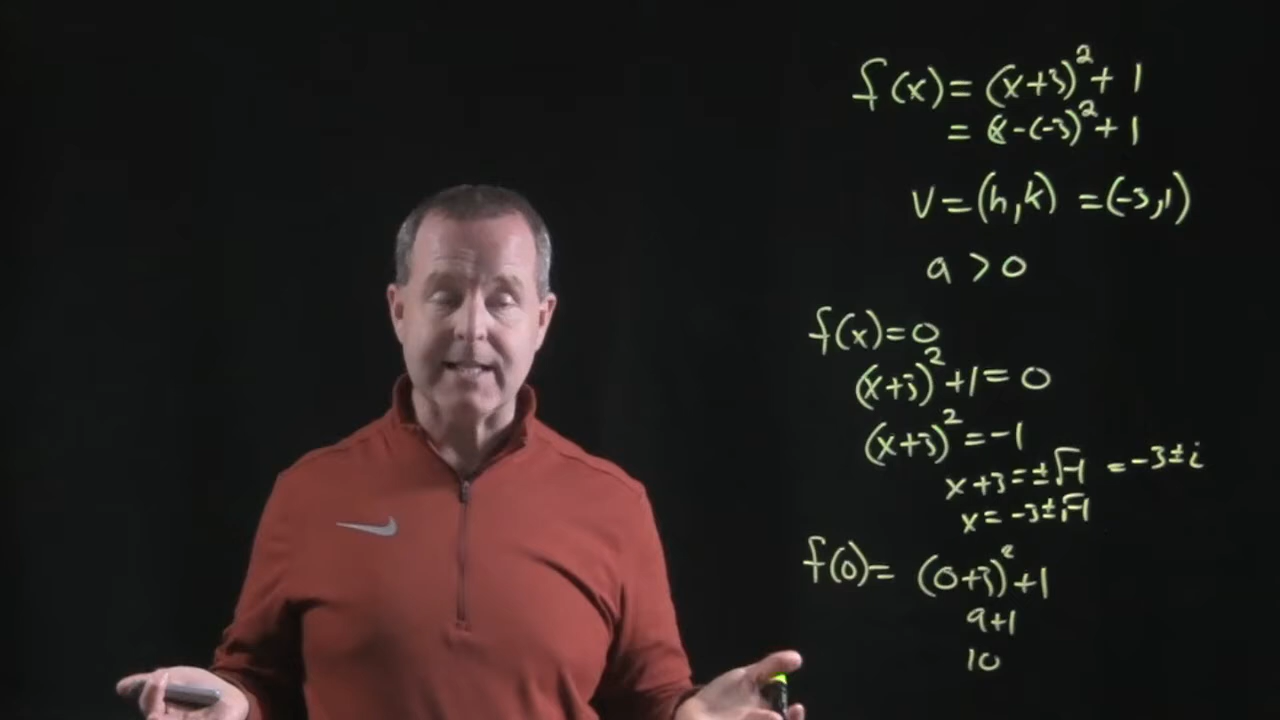 f(x) = (x+3)² + 1
= (x-(-3)² + 1
V = (h,k) = (-3,1)
a > 0
f(x) = 0
(x+3)² + 1 = 0
(x+3)² = -1
x+3 = ±√-1 = -3±i
x = -3±√-1
f(0) = (0+3)² + 1
9+1
10